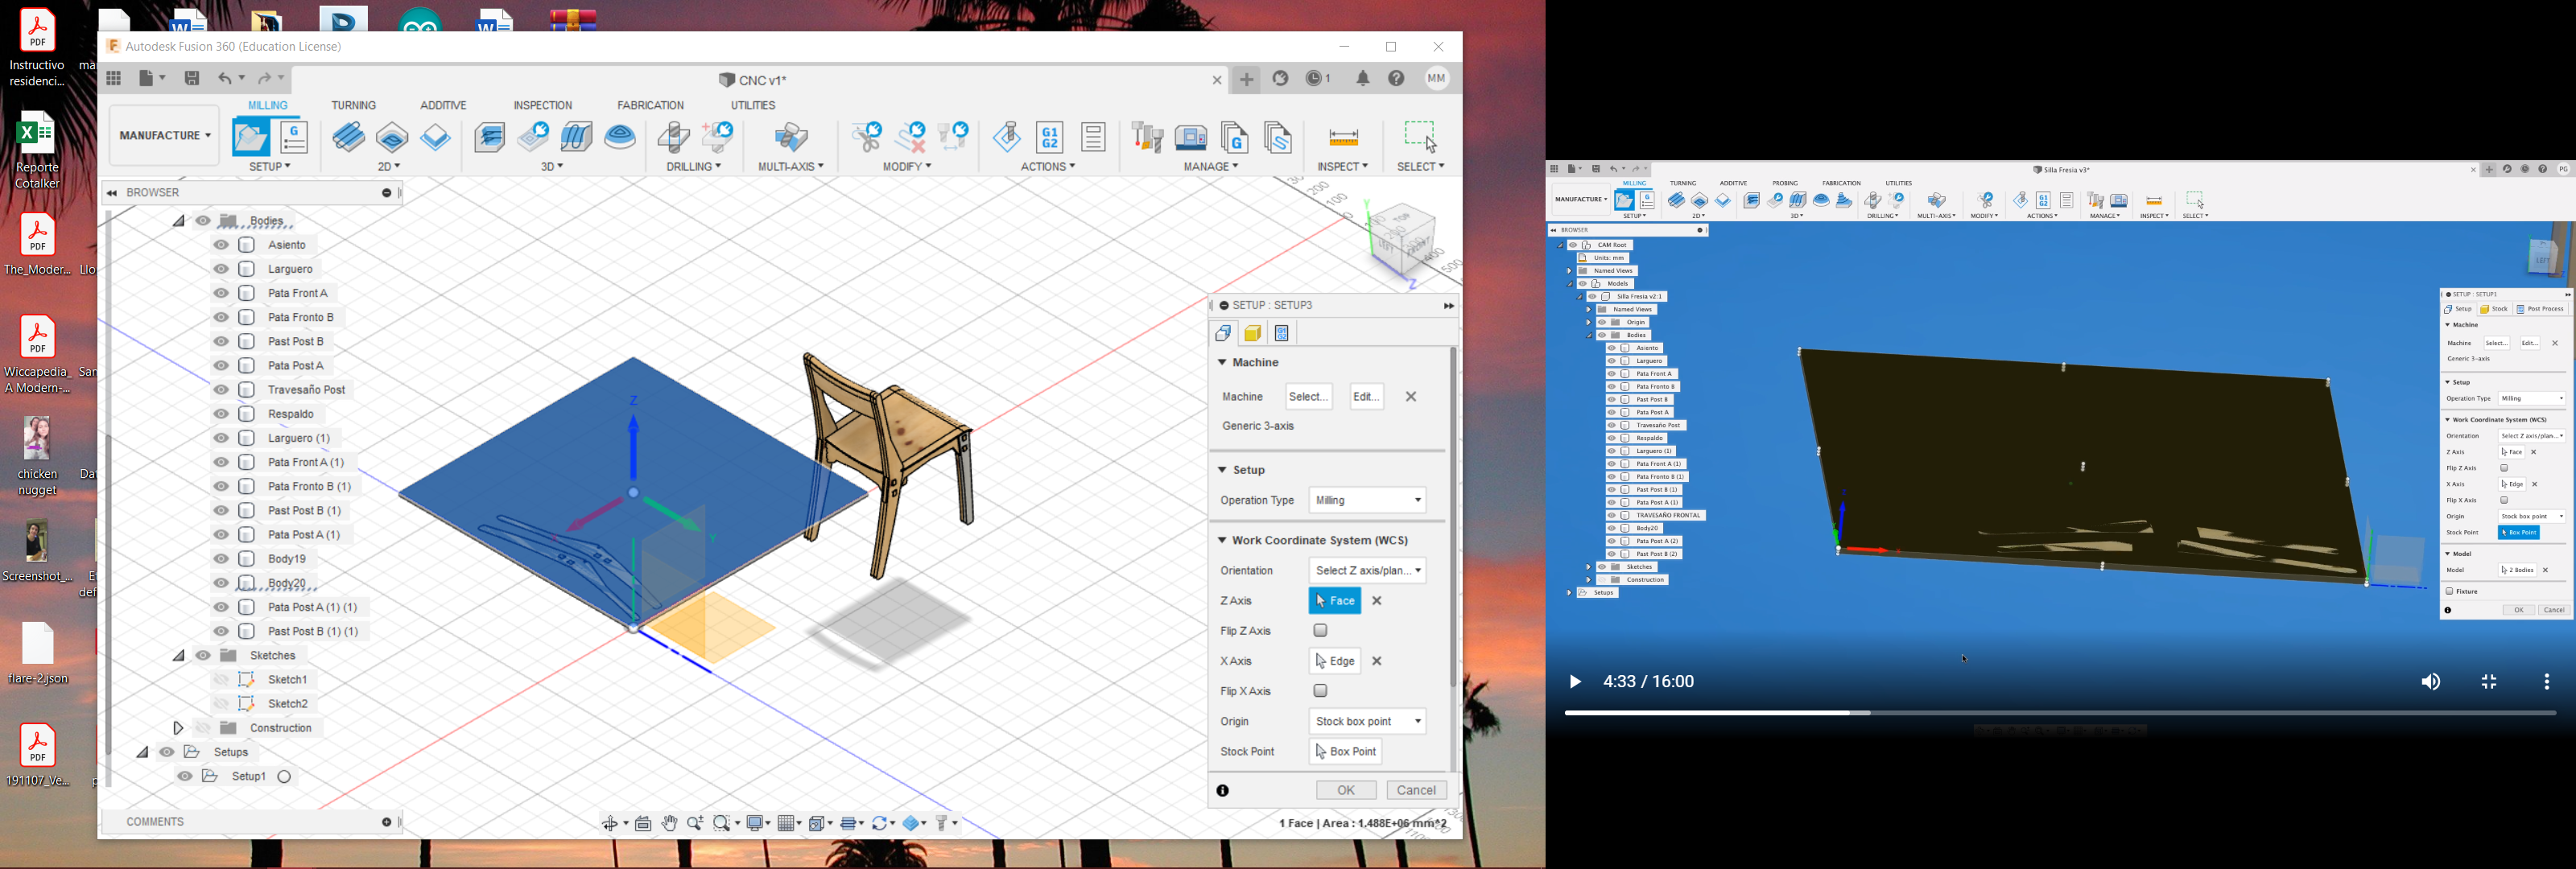 Instructivo
residenci...
Reporte
Cotalker
The_Moder...
Wiccapedia_
A Modern-...
chicken
nugget
Screenshot_...
flare-2.json
191107_Ve...
Autodesk Fusion 360 (Education License)
CNC v1*
1
MM
MILLING
TURNING
ADDITIVE
INSPECTION
FABRICATION
UTILITIES
MANUFACTURE
G
G1
G2
G
SETUP
2D
3D
DRILLING
MULTI-AXIS
MODIFY
ACTIONS
MANAGE
INSPECT
SELECT
BROWSER
Bodies
Asiento
Larguero
Pata Front A
Pata Fronto B
Past Post B
Pata Post A
Travesaño Post
Respaldo
Larguero (1)
Pata Front A (1)
Pata Fronto B (1)
Past Post B (1)
Pata Post A (1)
Body19
Body20
Pata Post A (1) (1)
Past Post B (1) (1)
Sketches
Sketch1
Sketch2
Construction
Setups
Setup1
COMMENTS
Z
Y
TOP
LEFT
SETUP : SETUP3
Machine
Machine Select... Edit...
Generic 3-axis
Setup
Operation Type Milling
Work Coordinate System (WCS)
Orientation Select Z axis/plan...
Z Axis Face
Flip Z Axis
X Axis Edge
Flip X Axis
Origin Stock box point
Stock Point Box Point
OK Cancel
1 Face | Area : 1.488E+06 mm^2
Silla Fresia v3*
PG
MILLING
TURNING
ADDITIVE
PROBING
FABRICATION
UTILITIES
MANUFACTURE
SETUP
2D
3D
DRILLING
MULTI-AXIS
MODIFY
ACTIONS
MANAGE
INSPECT
SELECT
BROWSER
CAM Root
Units: mm
Named Views
Models
Silla Fresia v2:1
Named Views
Origin
Bodies
Asiento
Larguero
Pata Front A
Pata Fronto B
Past Post B
Pata Post A
Travesaño Post
Respaldo
Larguero (1)
Pata Front A (1)
Pata Fronto B (1)
Past Post B (1)
Pata Post A (1)
TRAVESAÑO FRONTAL
Body20
Pata Post A (2)
Past Post B (2)
Sketches
Construction
Setups
LEFT
SETUP : SETUP3
Setup Stock Post Process
Machine
Machine Select... Edit...
Generic 3-axis
Setup
Operation Type Milling
Work Coordinate System (WCS)
Orientation Select Z axis/plan...
Z Axis Face
Flip Z Axis
X Axis Edge
Flip X Axis
Origin Stock box point
Stock Point Box Point
Model
Model 2 Bodies
Fixture
OK Cancel
4:33 / 16:00